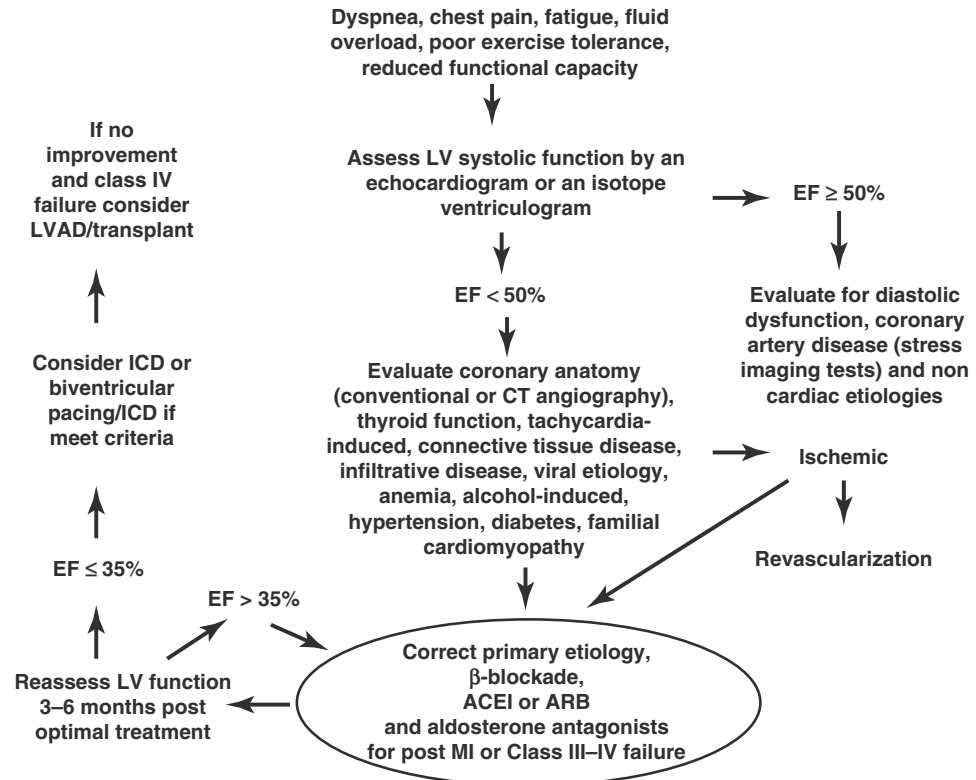 Dyspnea, chest pain, fatigue, fluid
overload, poor exercise tolerance,
reduced functional capacity
Assess LV systolic function by an
echocardiogram or an isotope
ventriculogram
EF ≥ 50%
Evaluate for diastolic
dysfunction, coronary
artery disease (stress
imaging tests) and non
cardiac etiologies
EF < 50%
Evaluate coronary anatomy
(conventional or CT angiography),
thyroid function, tachycardia-
induced, connective tissue disease,
infiltrative disease, viral etiology,
anemia, alcohol-induced,
hypertension, diabetes, familial
cardiomyopathy
Ischemic
Revascularization
Correct primary etiology,
β-blockade,
ACEI or ARB
and aldosterone antagonists
for post MI or Class III–IV failure
Reassess LV function
3–6 months post
optimal treatment
EF > 35%
EF ≤ 35%
Consider ICD or
biventricular
pacing/ICD if
meet criteria
If no
improvement
and class IV
failure consider
LVAD/transplant